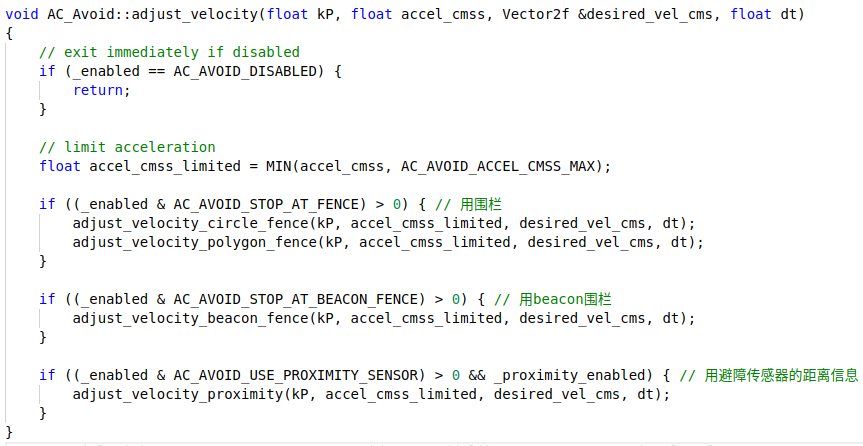 void AC_Avoid::adjust_velocity(float kP, float accel_cmss, Vector2f &desired_vel_cms, float dt)
{
    // exit immediately if disabled
    if (_enabled == AC_AVOID_DISABLED) {
        return;
    }

    // limit acceleration
    float accel_cmss_limited = MIN(accel_cmss, AC_AVOID_ACCEL_CMSS_MAX);

    if ((_enabled & AC_AVOID_STOP_AT_FENCE) > 0) { // 用围栏
        adjust_velocity_circle_fence(kP, accel_cmss_limited, desired_vel_cms, dt);
        adjust_velocity_polygon_fence(kP, accel_cmss_limited, desired_vel_cms, dt);
    }

    if ((_enabled & AC_AVOID_STOP_AT_BEACON_FENCE) > 0) { // 用beacon围栏
        adjust_velocity_beacon_fence(kP, accel_cmss_limited, desired_vel_cms, dt);
    }

    if ((_enabled & AC_AVOID_USE_PROXIMITY_SENSOR) > 0 && _proximity_enabled) { // 用避障传感器的距离信息
        adjust_velocity_proximity(kP, accel_cmss_limited, desired_vel_cms, dt);
    }
}